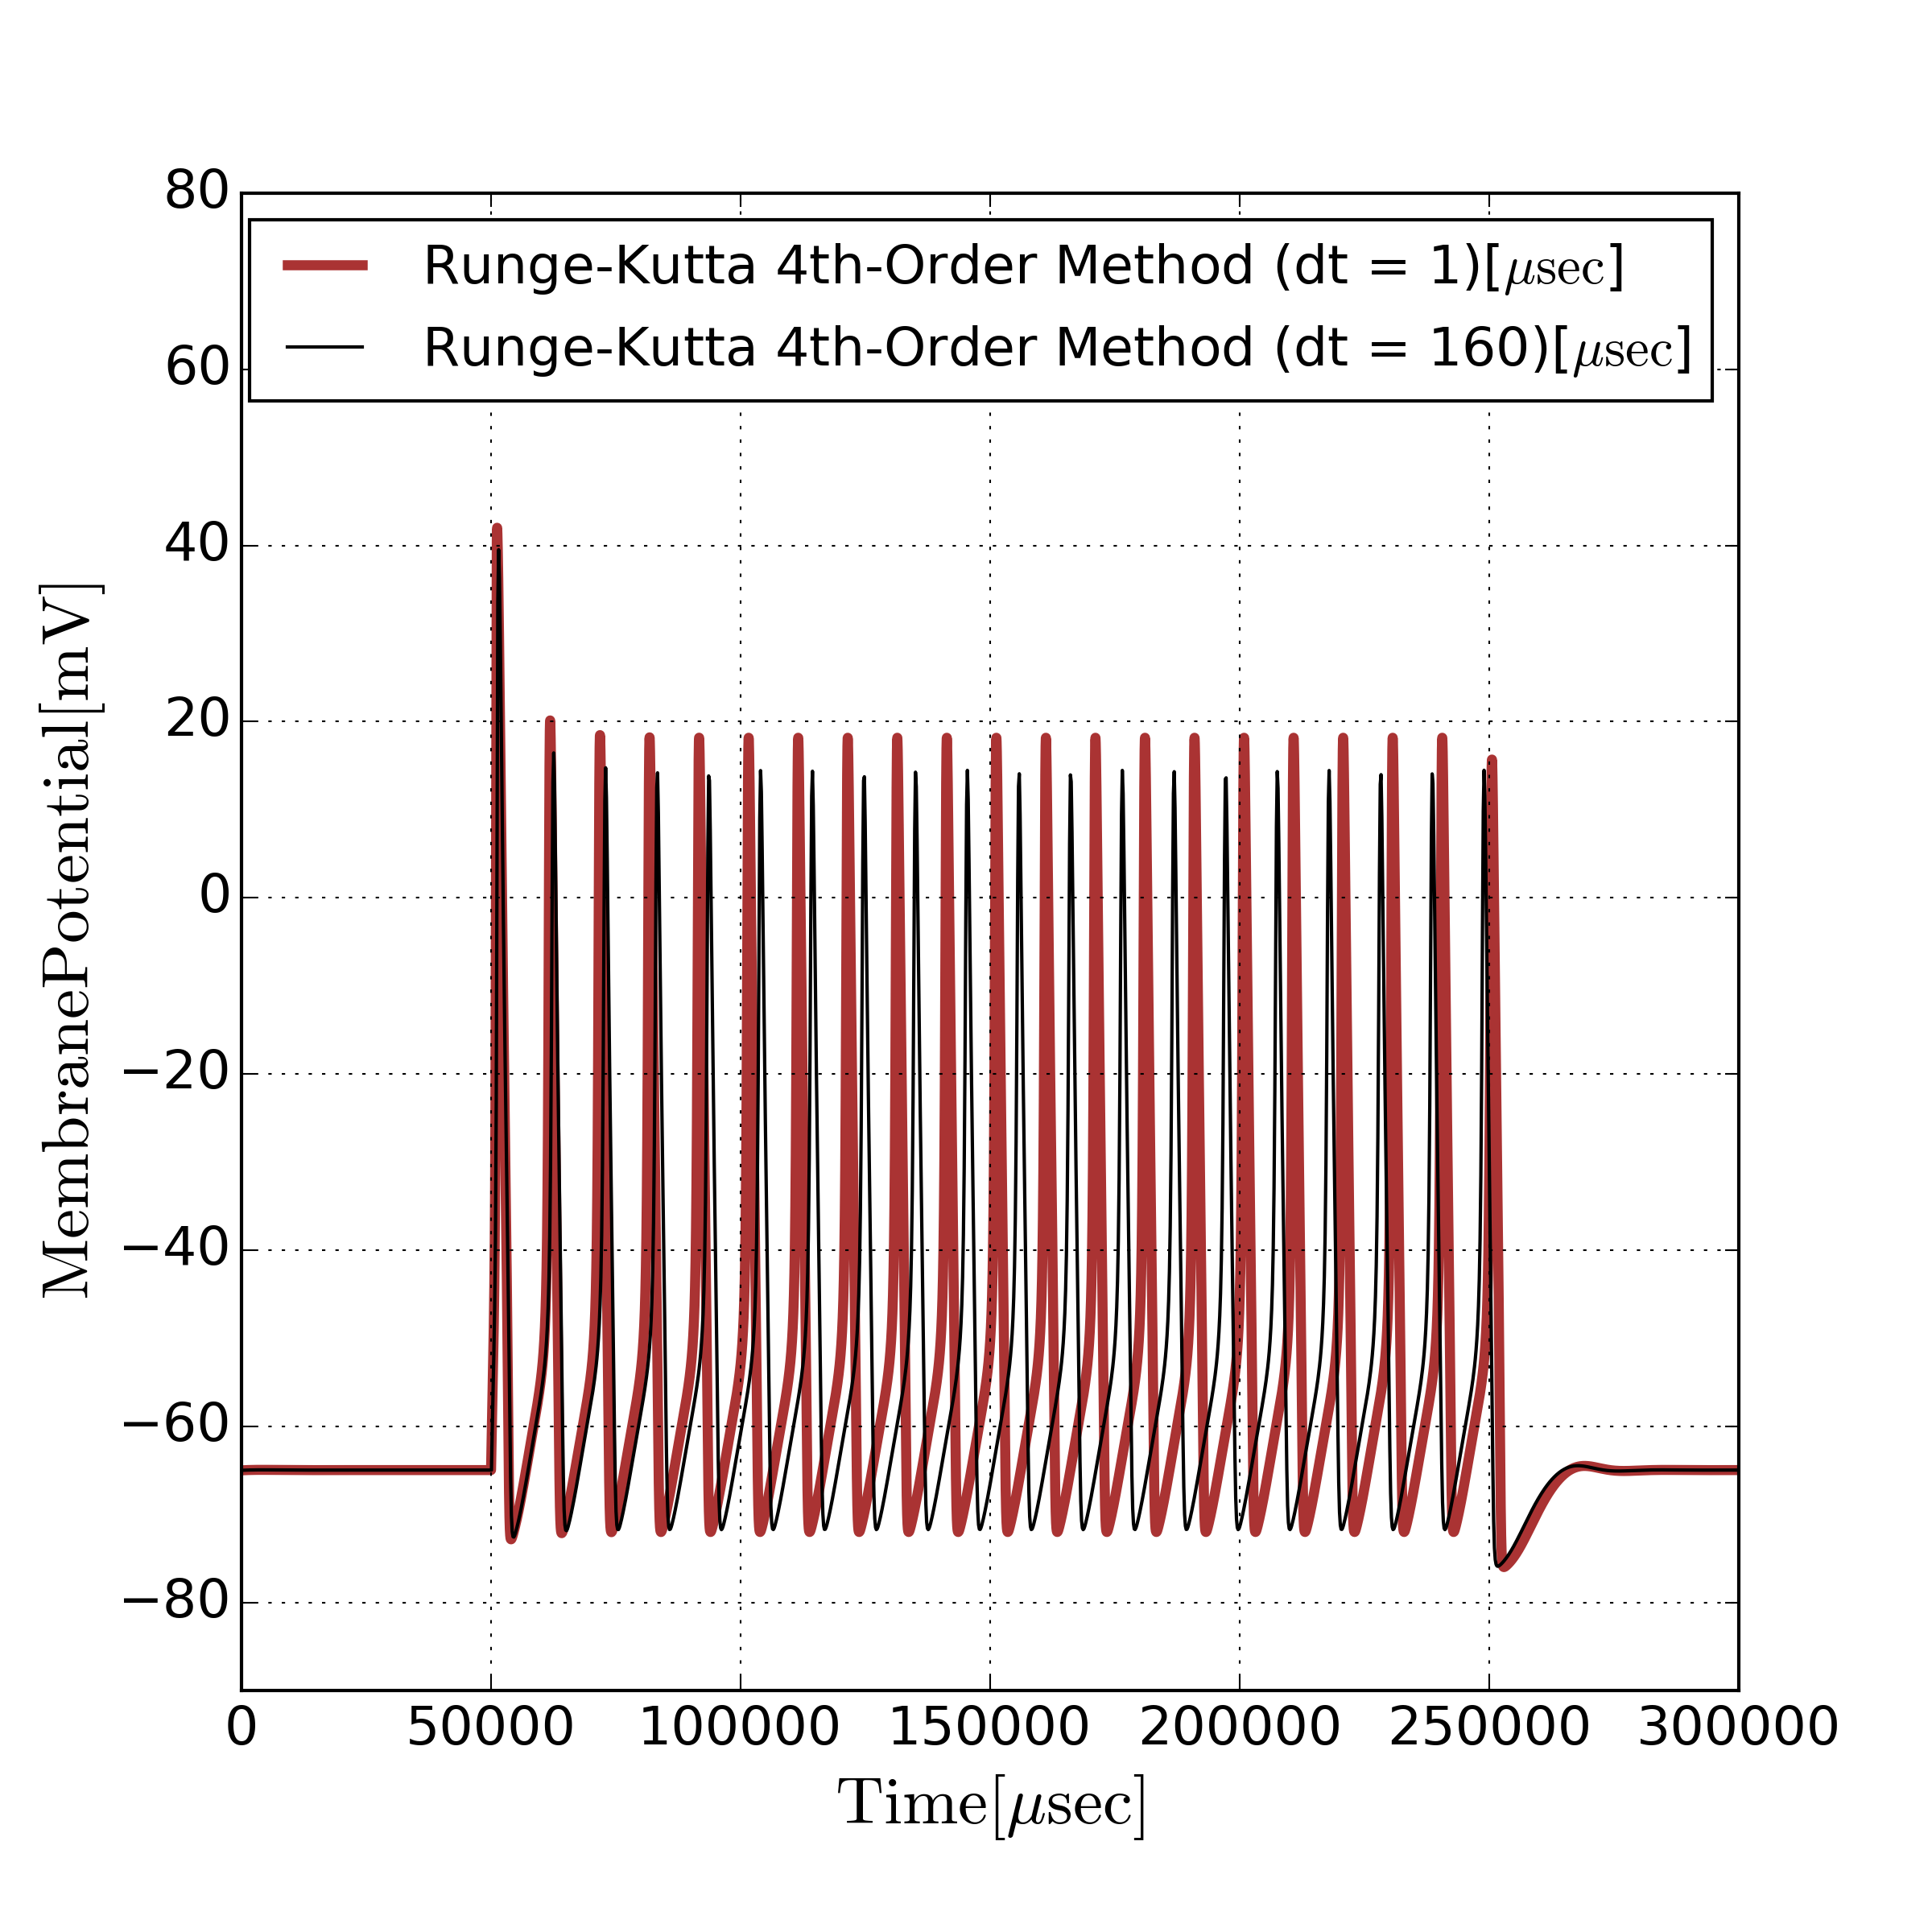 80
60
40
20
0
−20
−40
−60
−80
MembranePotential[mV]
Runge-Kutta 4th-Order Method (dt = 1)[μsec]
Runge-Kutta 4th-Order Method (dt = 160)[μsec]
0 50000 100000 150000 200000 250000 300000
Time[μsec]